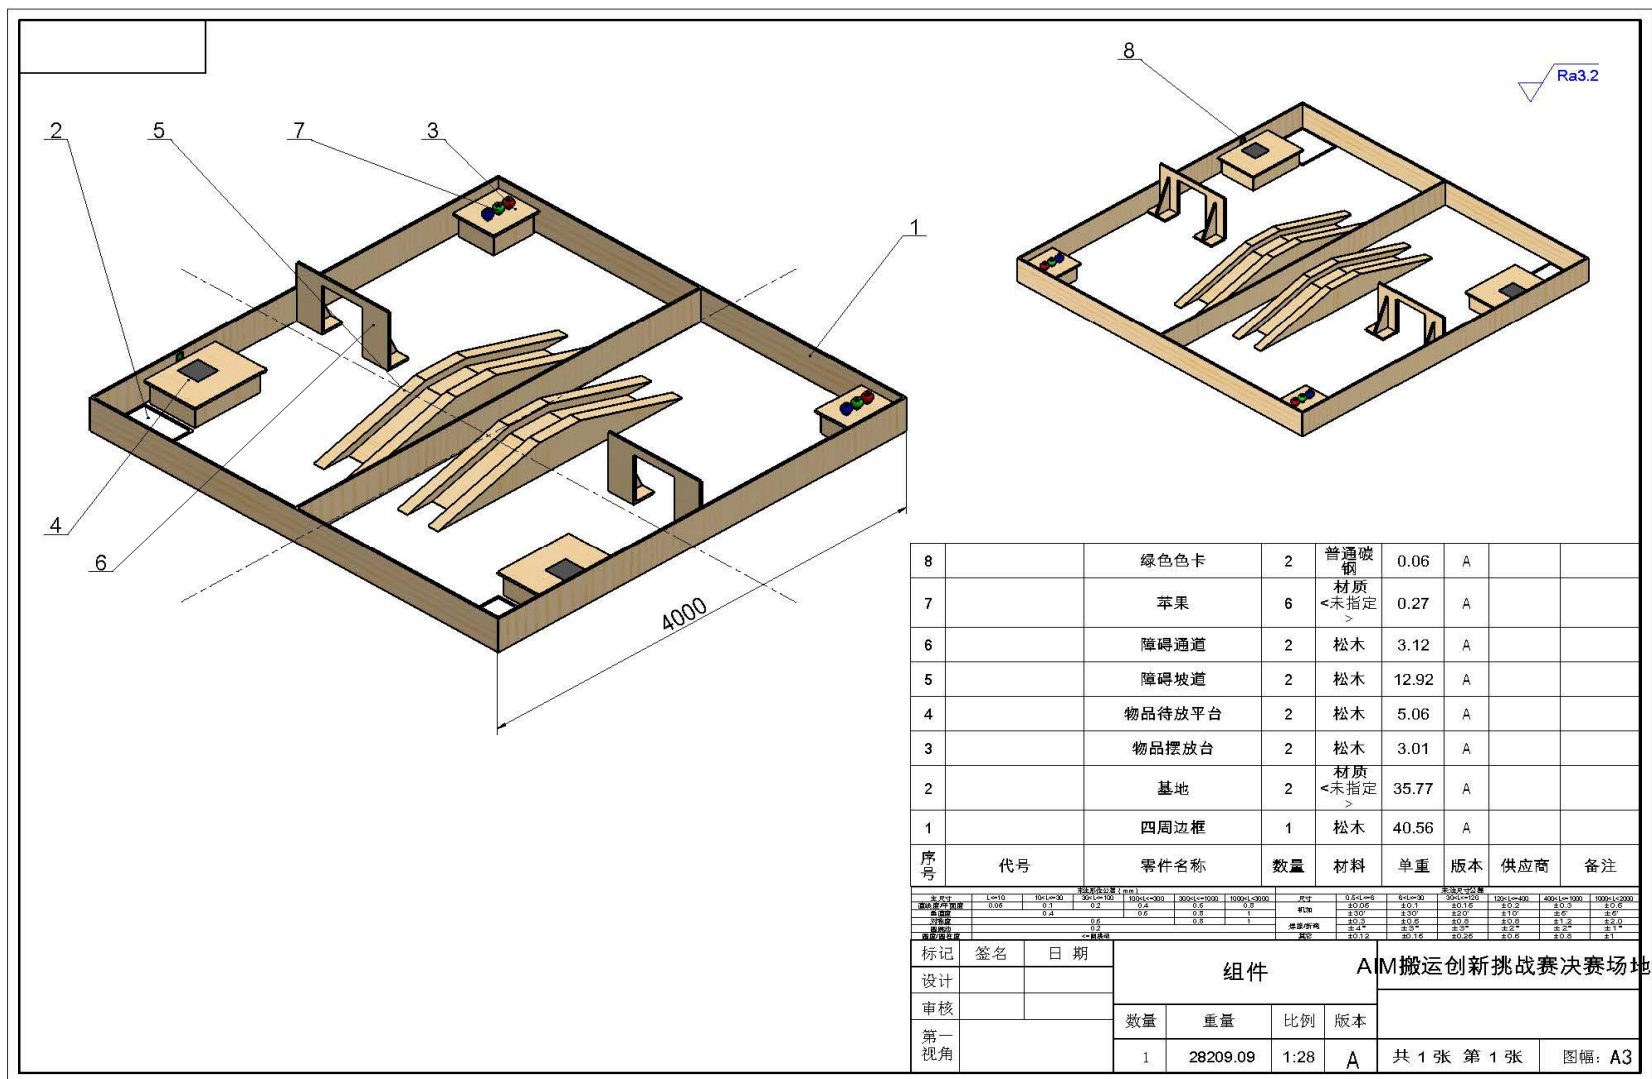 8
Ra3.2
2
5
7
3
1
4
6
4000
8 绿色色卡 2 普通碳钢 0.06 A
7 苹果 6 材质<未指定> 0.27 A
6 障碍通道 2 松木 3.12 A
5 障碍坡道 2 松木 12.92 A
4 物品待放平台 2 松木 5.06 A
3 物品摆放台 2 松木 3.01 A
2 基地 2 材质<未指定> 35.77 A
1 四周边框 1 松木 40.56 A
序号 代号 零件名称 数量 材料 单重 版本 供应商 备注
标记 签名 日 期
设计
审核
第一视角
组件
AIM搬运创新挑战赛决赛场地
数量 重量 比例 版本
1 28209.09 1:28 A
共 1 张 第 1 张 图幅: A3